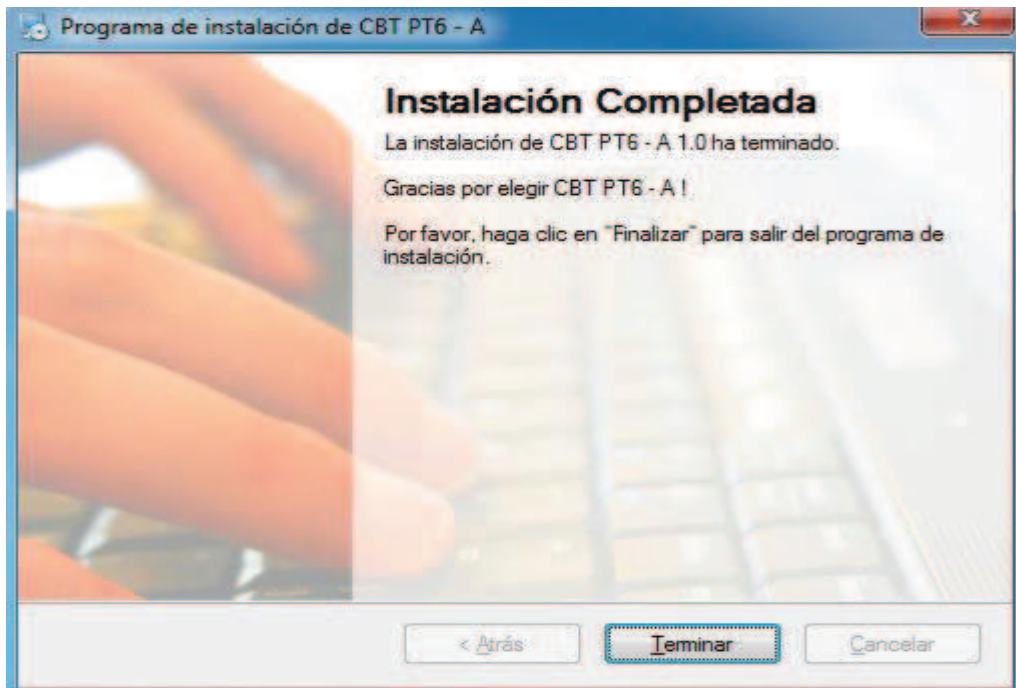 Programa de instalación de CBT PT6 - A
Instalación Completada
La instalación de CBT PT6 - A 1.0 ha terminado.
Gracias por elegir CBT PT6 - A !
Por favor, haga clic en "Finalizar" para salir del programa de
instalación.
< Atrás
Terminar
Cancelar